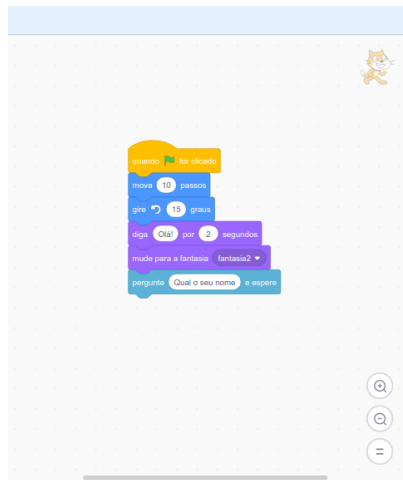 quando for clicado
mova 10 passos
gire 15 graus
diga Olá! por 2 segundos
mude para a fantasia fantasia2
pergunte Qual o seu nome e espere